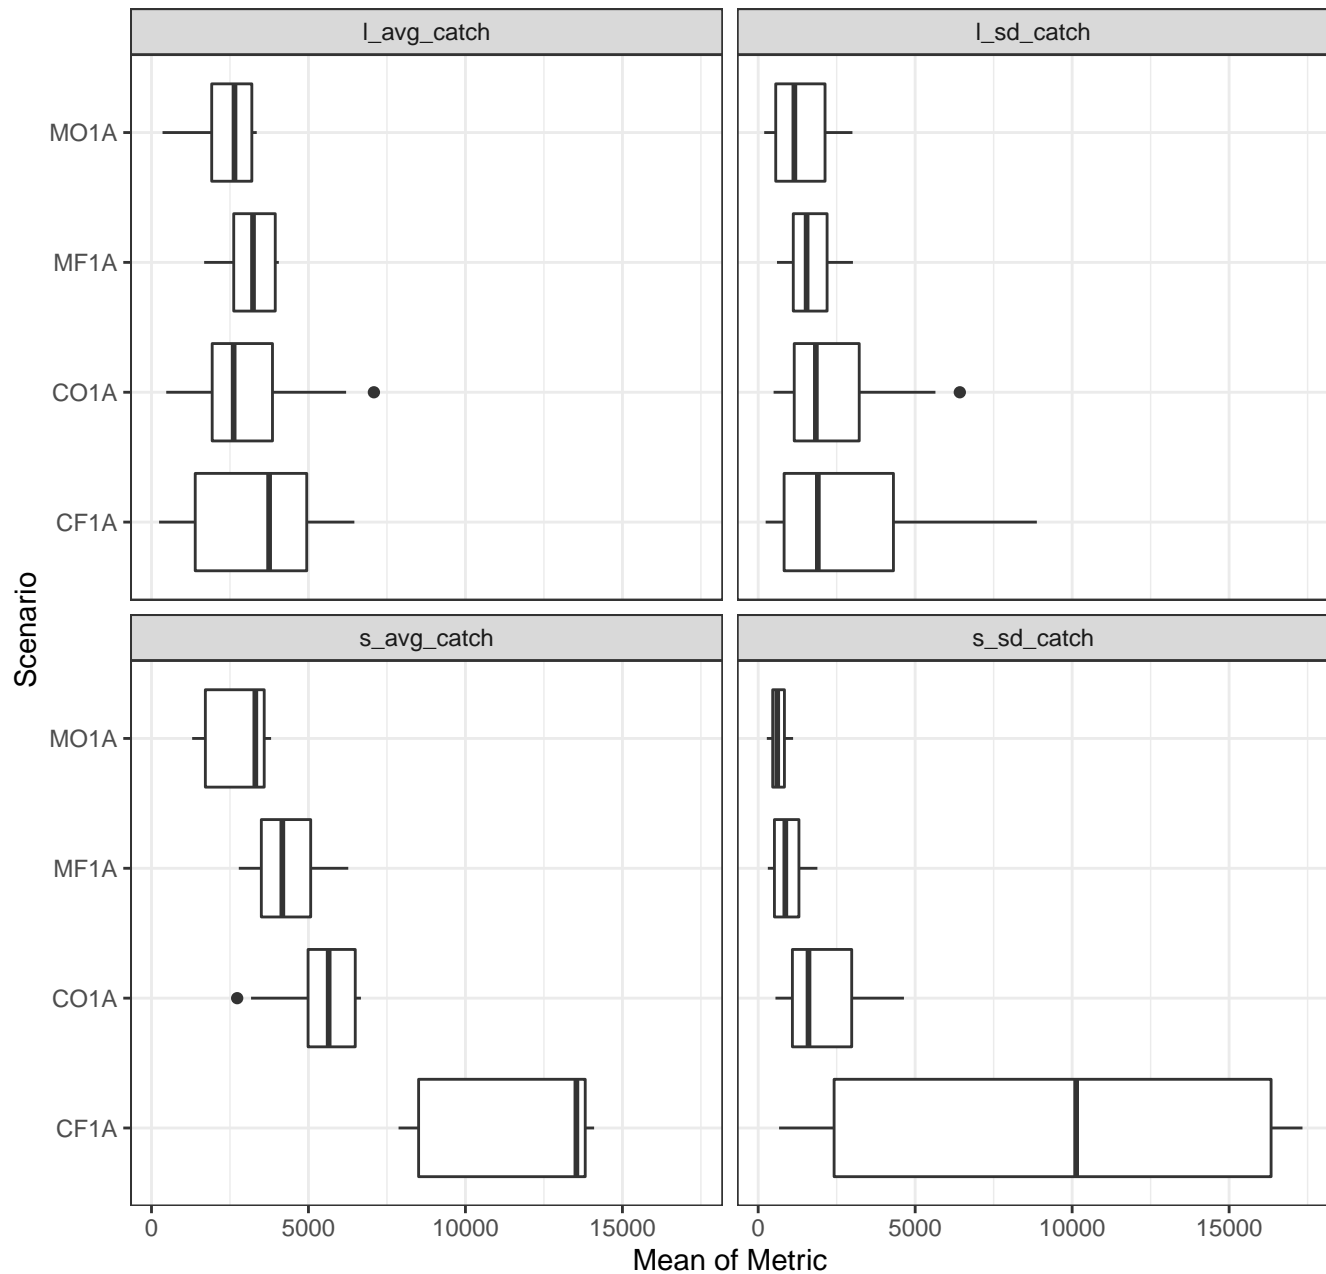 l_avg_catch
l_sd_catch
MO1A
MF1A
CO1A
CF1A
s_avg_catch
s_sd_catch
MO1A
MF1A
CO1A
CF1A
Scenario
0 5000 10000 15000
0 5000 10000 15000
Mean of Metric